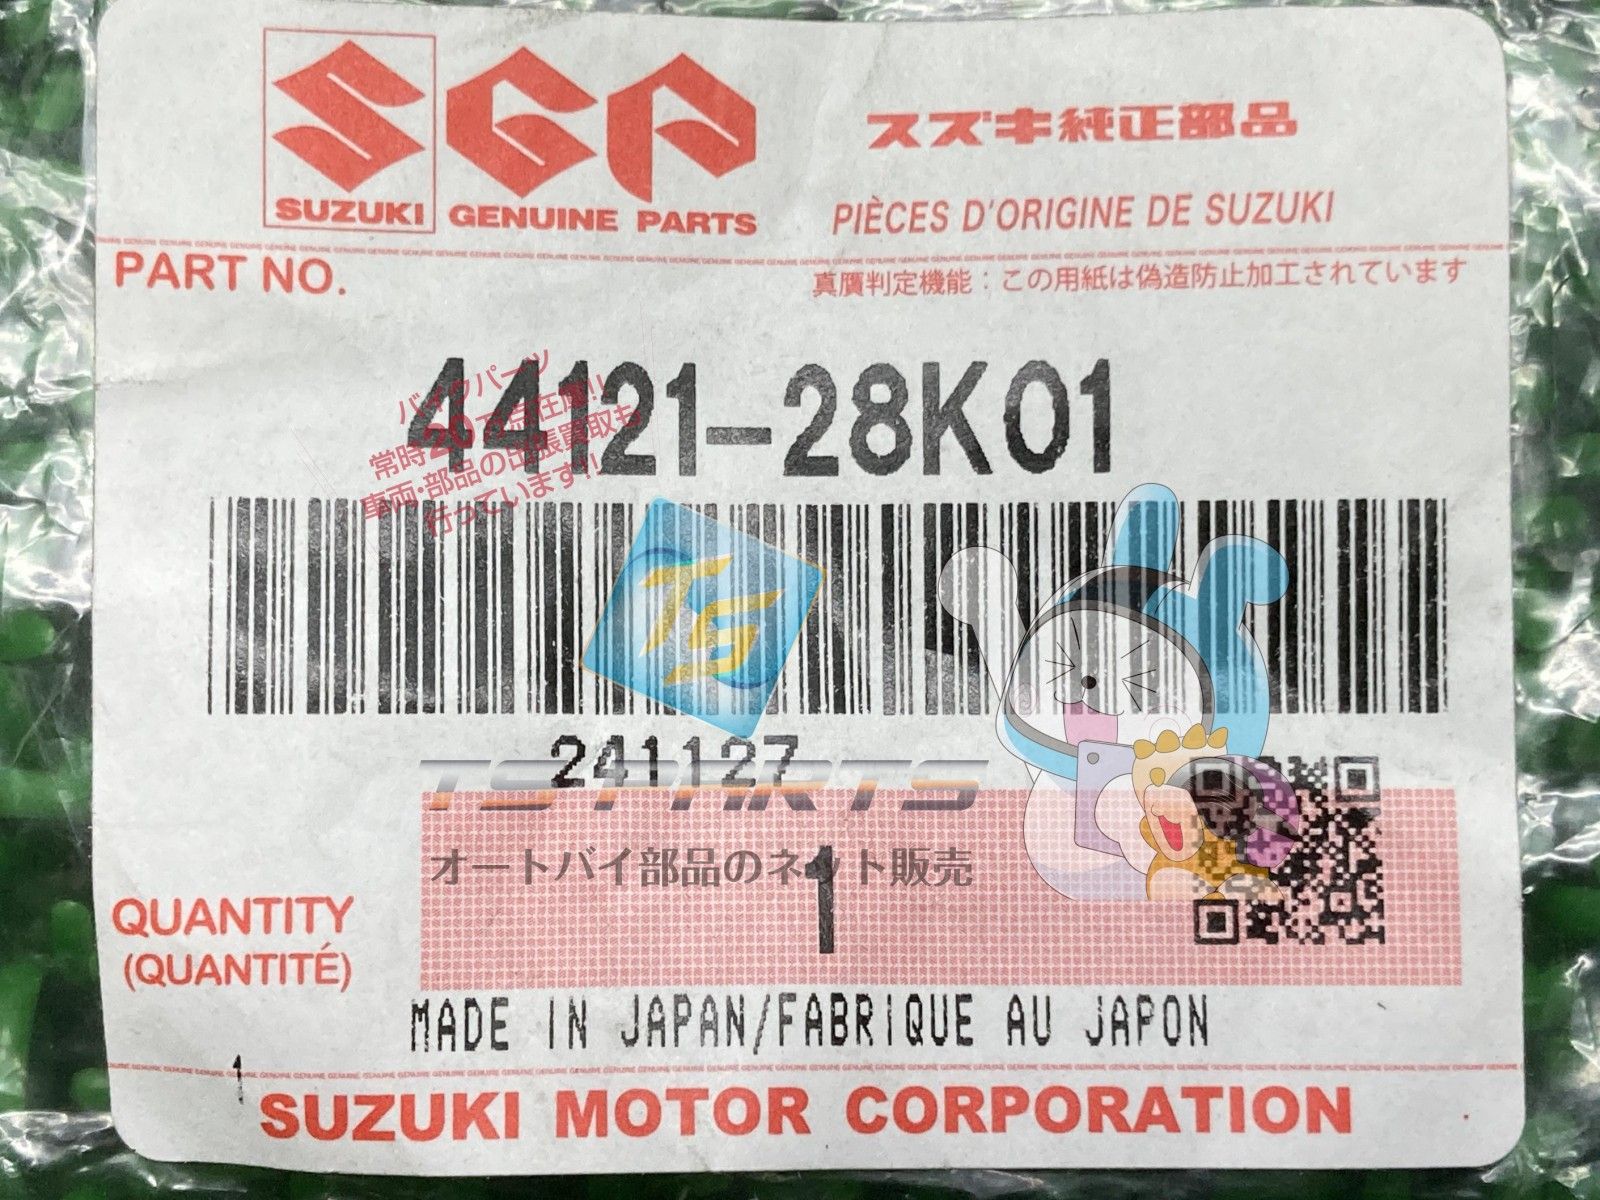 SGP
SUZUKI GENUINE PARTS
スズキ純正部品
PIÈCES D'ORIGINE DE SUZUKI
PART NO.
真贋判定機能：この用紙は偽造防止加工されています
44121-28K01
バイクパーツ
常時20万点在庫!!
車両・部品の出張買取も
行っています!!
TS
241127
TS PARTS
オートバイ部品のネット販売
1
QUANTITY
(QUANTITÉ)
MADE IN JAPAN/FABRIQUE AU JAPON
1
SUZUKI MOTOR CORPORATION